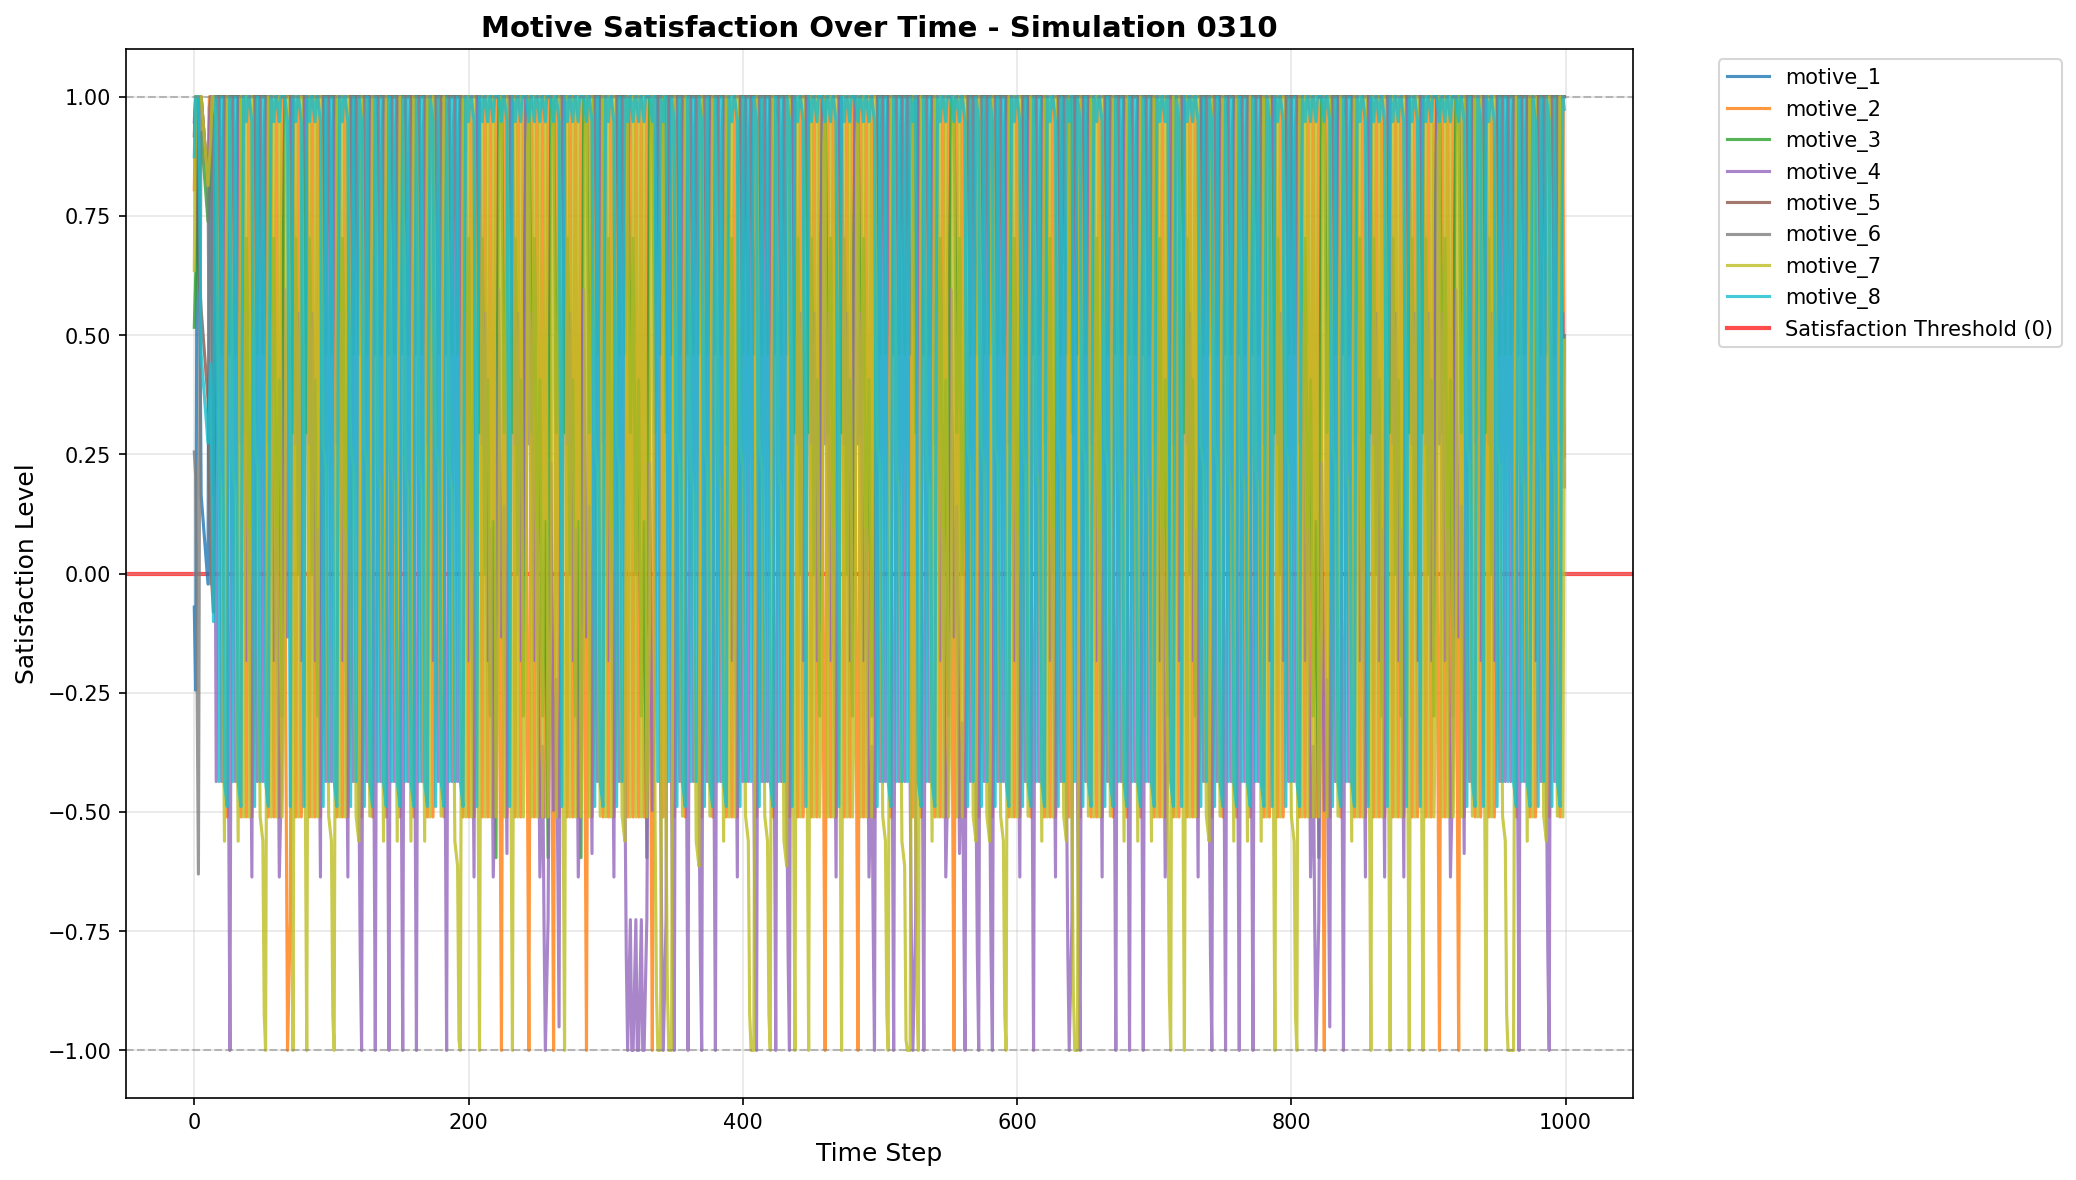 Motive Satisfaction Over Time - Simulation 0310
1.00
0.75
0.50
0.25
0.00
−0.25
−0.50
−0.75
−1.00
Satisfaction Level
0
200
400
600
800
1000
Time Step
motive_1
motive_2
motive_3
motive_4
motive_5
motive_6
motive_7
motive_8
Satisfaction Threshold (0)